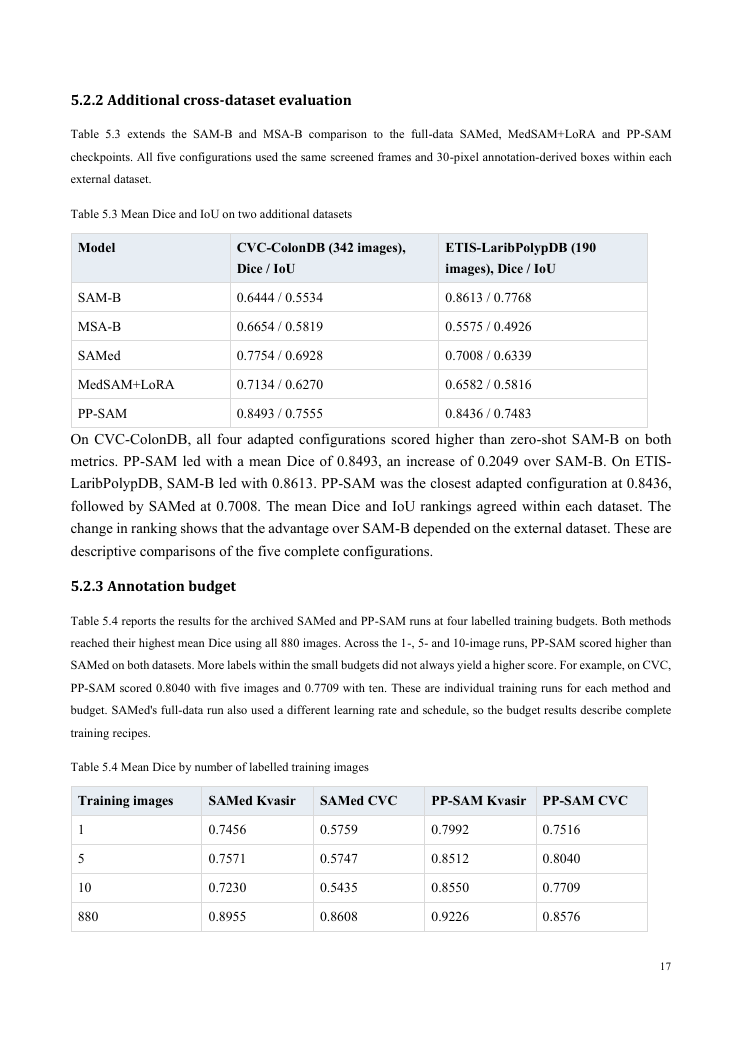 5.2.2 Additional cross-dataset evaluation
Table 5.3 extends the SAM-B and MSA-B comparison to the full-data SAMed, MedSAM+LoRA and PP-SAM
checkpoints. All five configurations used the same screened frames and 30-pixel annotation-derived boxes within each
external dataset.
Table 5.3 Mean Dice and IoU on two additional datasets
Model CVC-ColonDB (342 images), ETIS-LaribPolypDB (190
Dice / IoU images), Dice / IoU
SAM-B 0.6444 / 0.5534 0.8613 / 0.7768
MSA-B 0.6654 / 0.5819 0.5575 / 0.4926
SAMed 0.7754 / 0.6928 0.7008 / 0.6339
MedSAM+LoRA 0.7134 / 0.6270 0.6582 / 0.5816
PP-SAM 0.8493 / 0.7555 0.8436 / 0.7483
On CVC-ColonDB, all four adapted configurations scored higher than zero-shot SAM-B on both
metrics. PP-SAM led with a mean Dice of 0.8493, an increase of 0.2049 over SAM-B. On ETIS-
LaribPolypDB, SAM-B led with 0.8613. PP-SAM was the closest adapted configuration at 0.8436,
followed by SAMed at 0.7008. The mean Dice and IoU rankings agreed within each dataset. The
change in ranking shows that the advantage over SAM-B depended on the external dataset. These are
descriptive comparisons of the five complete configurations.
5.2.3 Annotation budget
Table 5.4 reports the results for the archived SAMed and PP-SAM runs at four labelled training budgets. Both methods
reached their highest mean Dice using all 880 images. Across the 1-, 5- and 10-image runs, PP-SAM scored higher than
SAMed on both datasets. More labels within the small budgets did not always yield a higher score. For example, on CVC,
PP-SAM scored 0.8040 with five images and 0.7709 with ten. These are individual training runs for each method and
budget. SAMed's full-data run also used a different learning rate and schedule, so the budget results describe complete
training recipes.
Table 5.4 Mean Dice by number of labelled training images
Training images SAMed Kvasir SAMed CVC PP-SAM Kvasir PP-SAM CVC
1 0.7456 0.5759 0.7992 0.7516
5 0.7571 0.5747 0.8512 0.8040
10 0.7230 0.5435 0.8550 0.7709
880 0.8955 0.8608 0.9226 0.8576
17